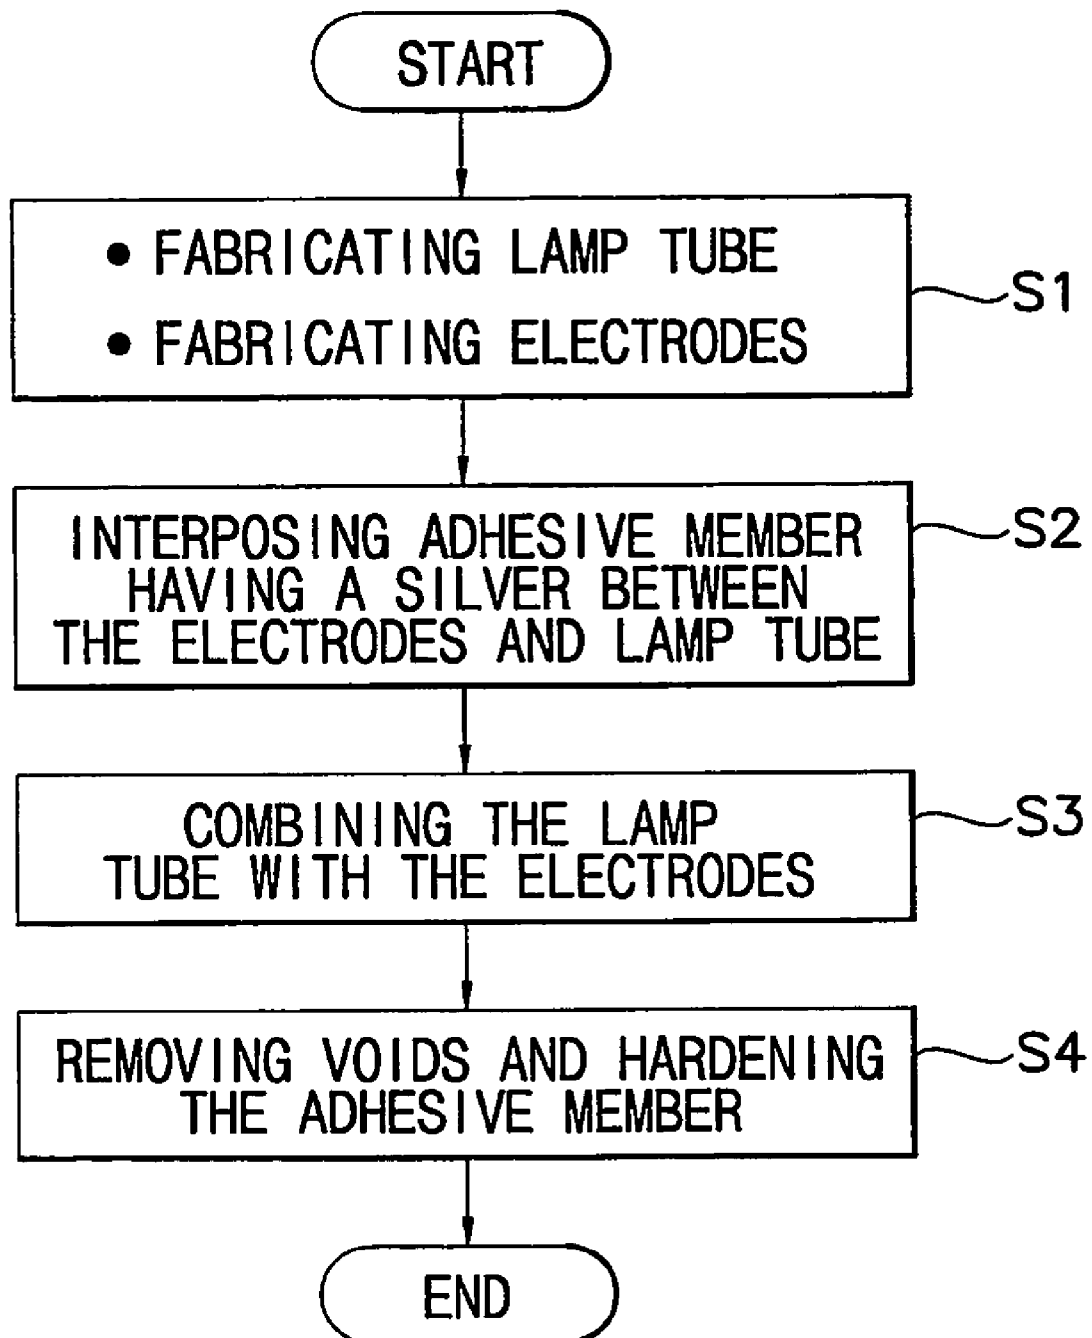 START
• FABRICATING LAMP TUBE
• FABRICATING ELECTRODES
S1
INTERPOSING ADHESIVE MEMBER
HAVING A SILVER BETWEEN
THE ELECTRODES AND LAMP TUBE
S2
COMBINING THE LAMP
TUBE WITH THE ELECTRODES
S3
REMOVING VOIDS AND HARDENING
THE ADHESIVE MEMBER
S4
END